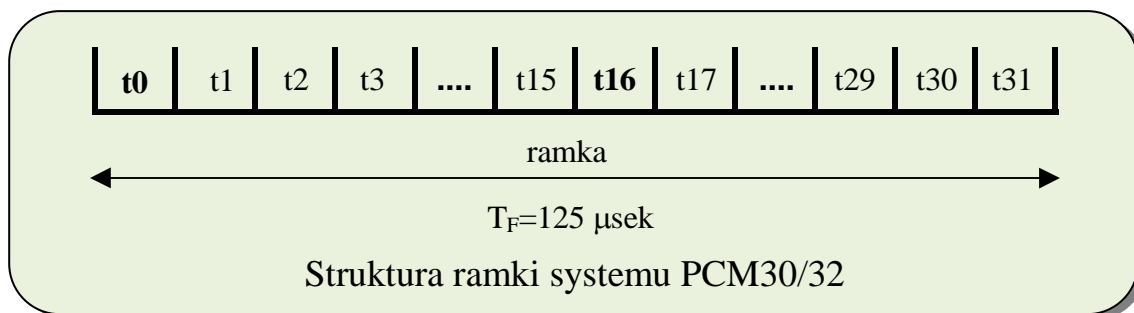 t0 t1 t2 t3 .... t15 t16 t17 .... t29 t30 t31
ramka
TF=125 μsek
Struktura ramki systemu PCM30/32